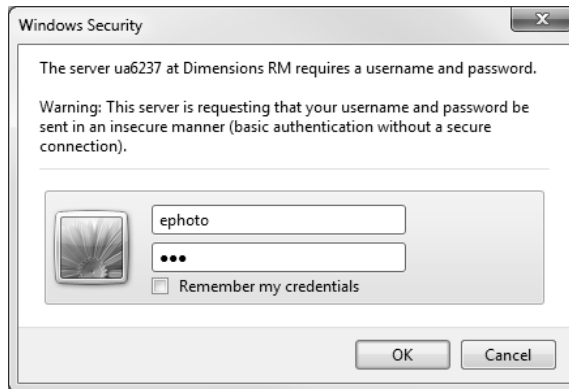 Windows Security
The server ua6237 at Dimensions RM requires a username and password.
Warning: This server is requesting that your username and password be
sent in an insecure manner (basic authentication without a secure
connection).
ephoto
●●●
Remember my credentials
OK Cancel